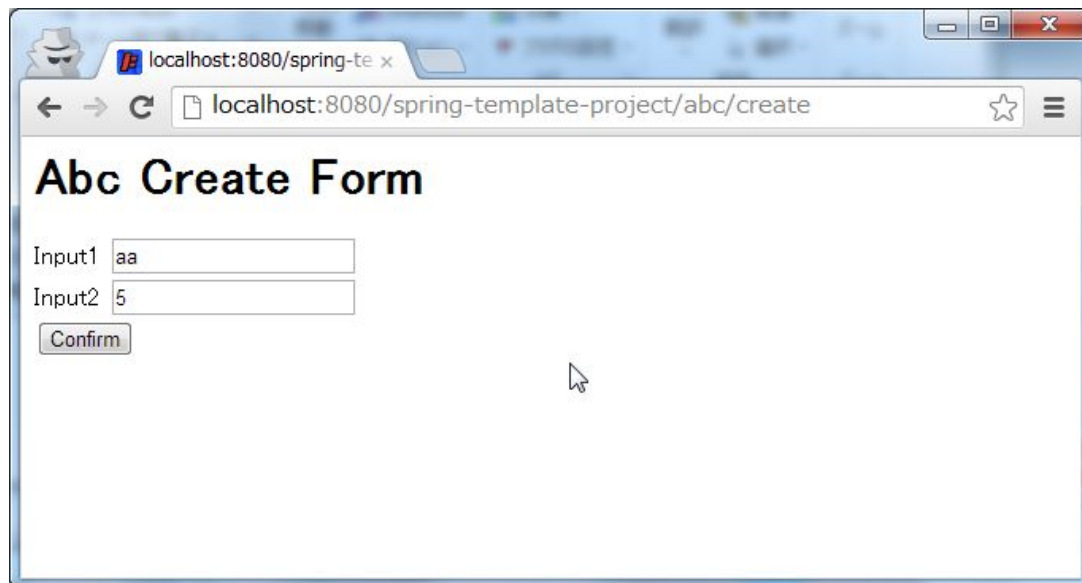 localhost:8080/spring-te
localhost:8080/spring-template-project/abc/create
Abc Create Form
Input1 aa
Input2 5
Confirm